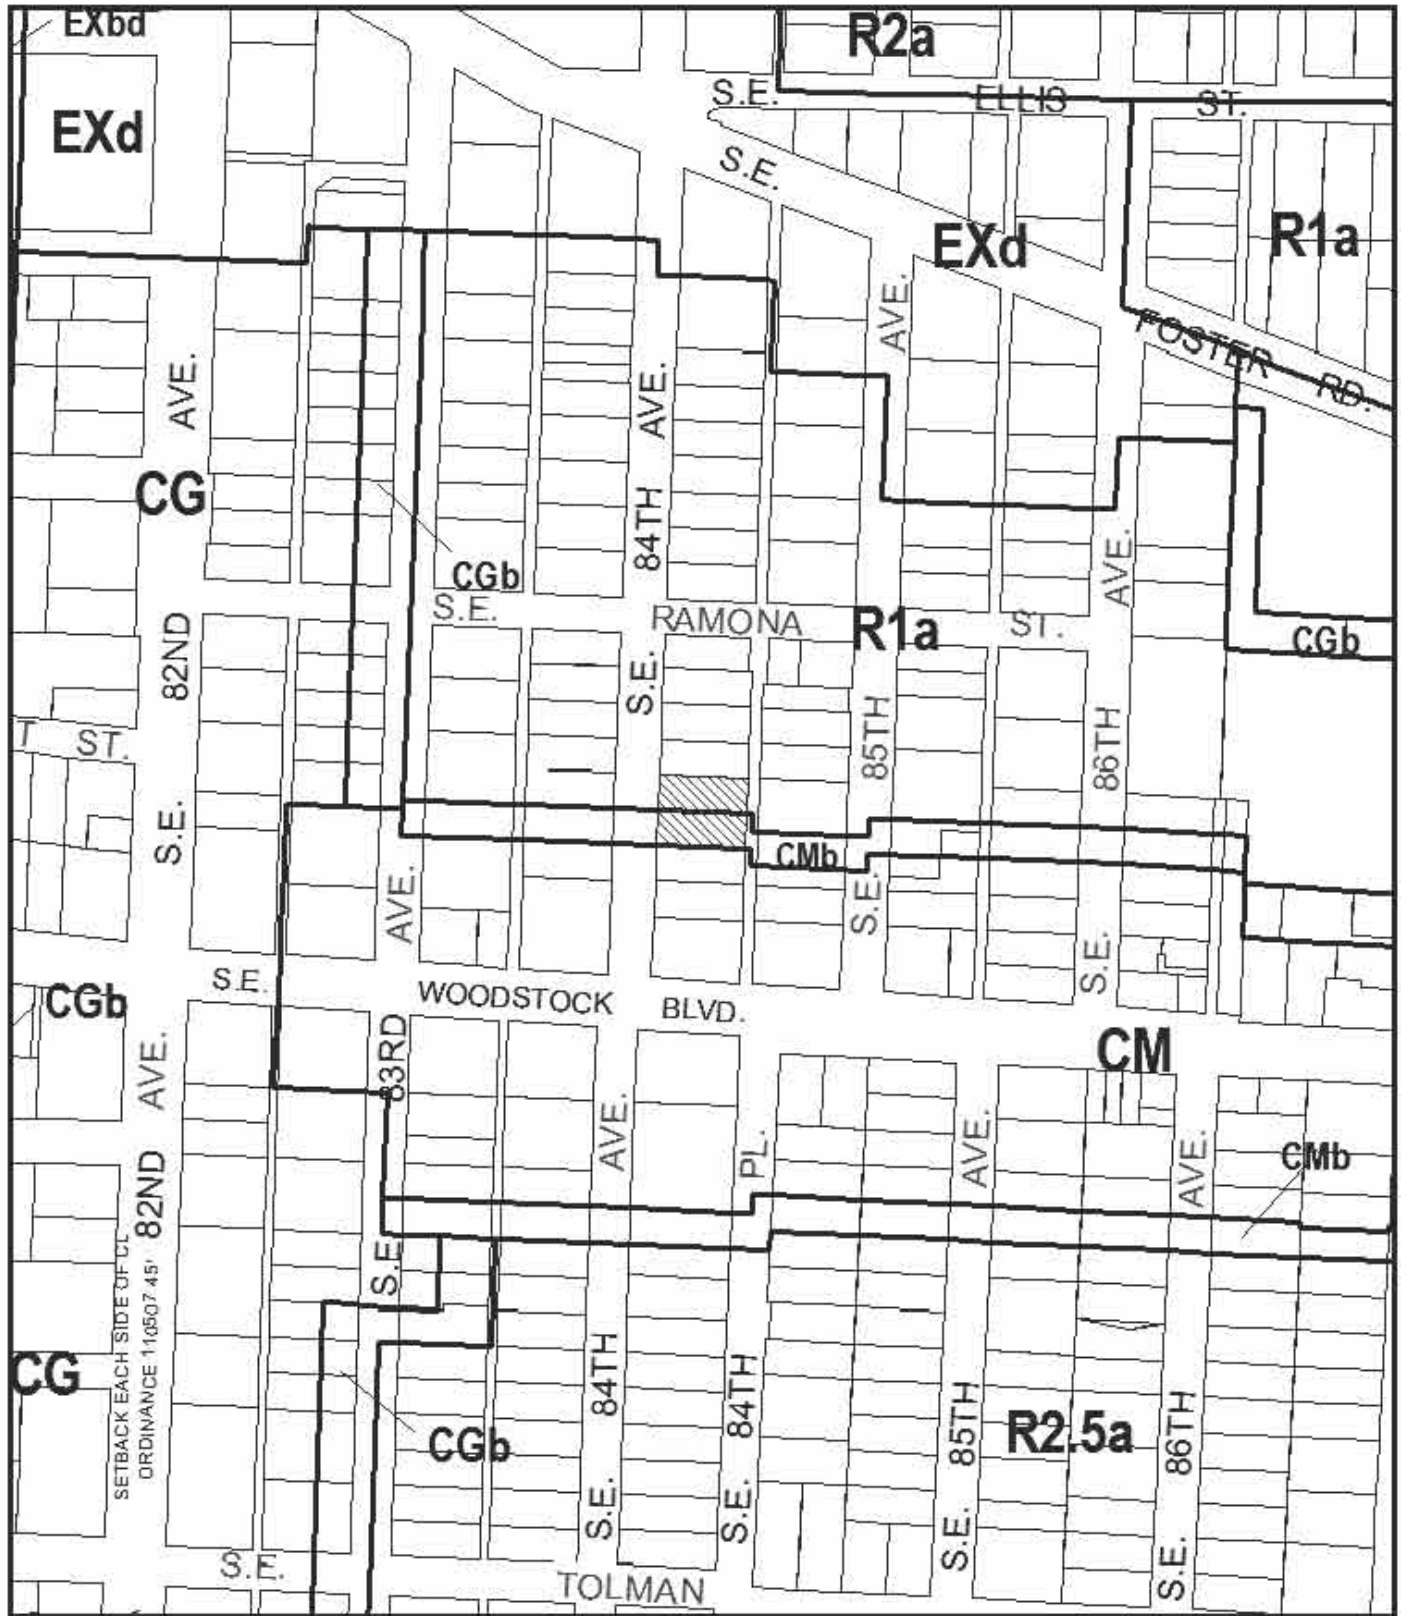 EXbd
R2a
S.E. ELLIS ST.
EXd
S.E.
EXd
R1a
AVE.
FOSTER RD.
AVE.
AVE.
CG
84TH
AVE.
CGb
S.E. RAMONA ST.
R1a
CGb
82ND
S.E.
85TH
86TH
T ST.
S.E.
CMb
AVE.
S.E.
S.E.
S.E. WOODSTOCK BLVD.
CGb
CM
83RD
AVE.
AVE.
PL.
AVE.
AVE.
CMb
82ND
S.E.
SETBACK EACH SIDE OF CL
ORDINANCE 110507 45'
CG
84TH
84TH
85TH
86TH
R2.5a
CGb
S.E.
S.E.
S.E.
S.E.
S.E. TOLMAN